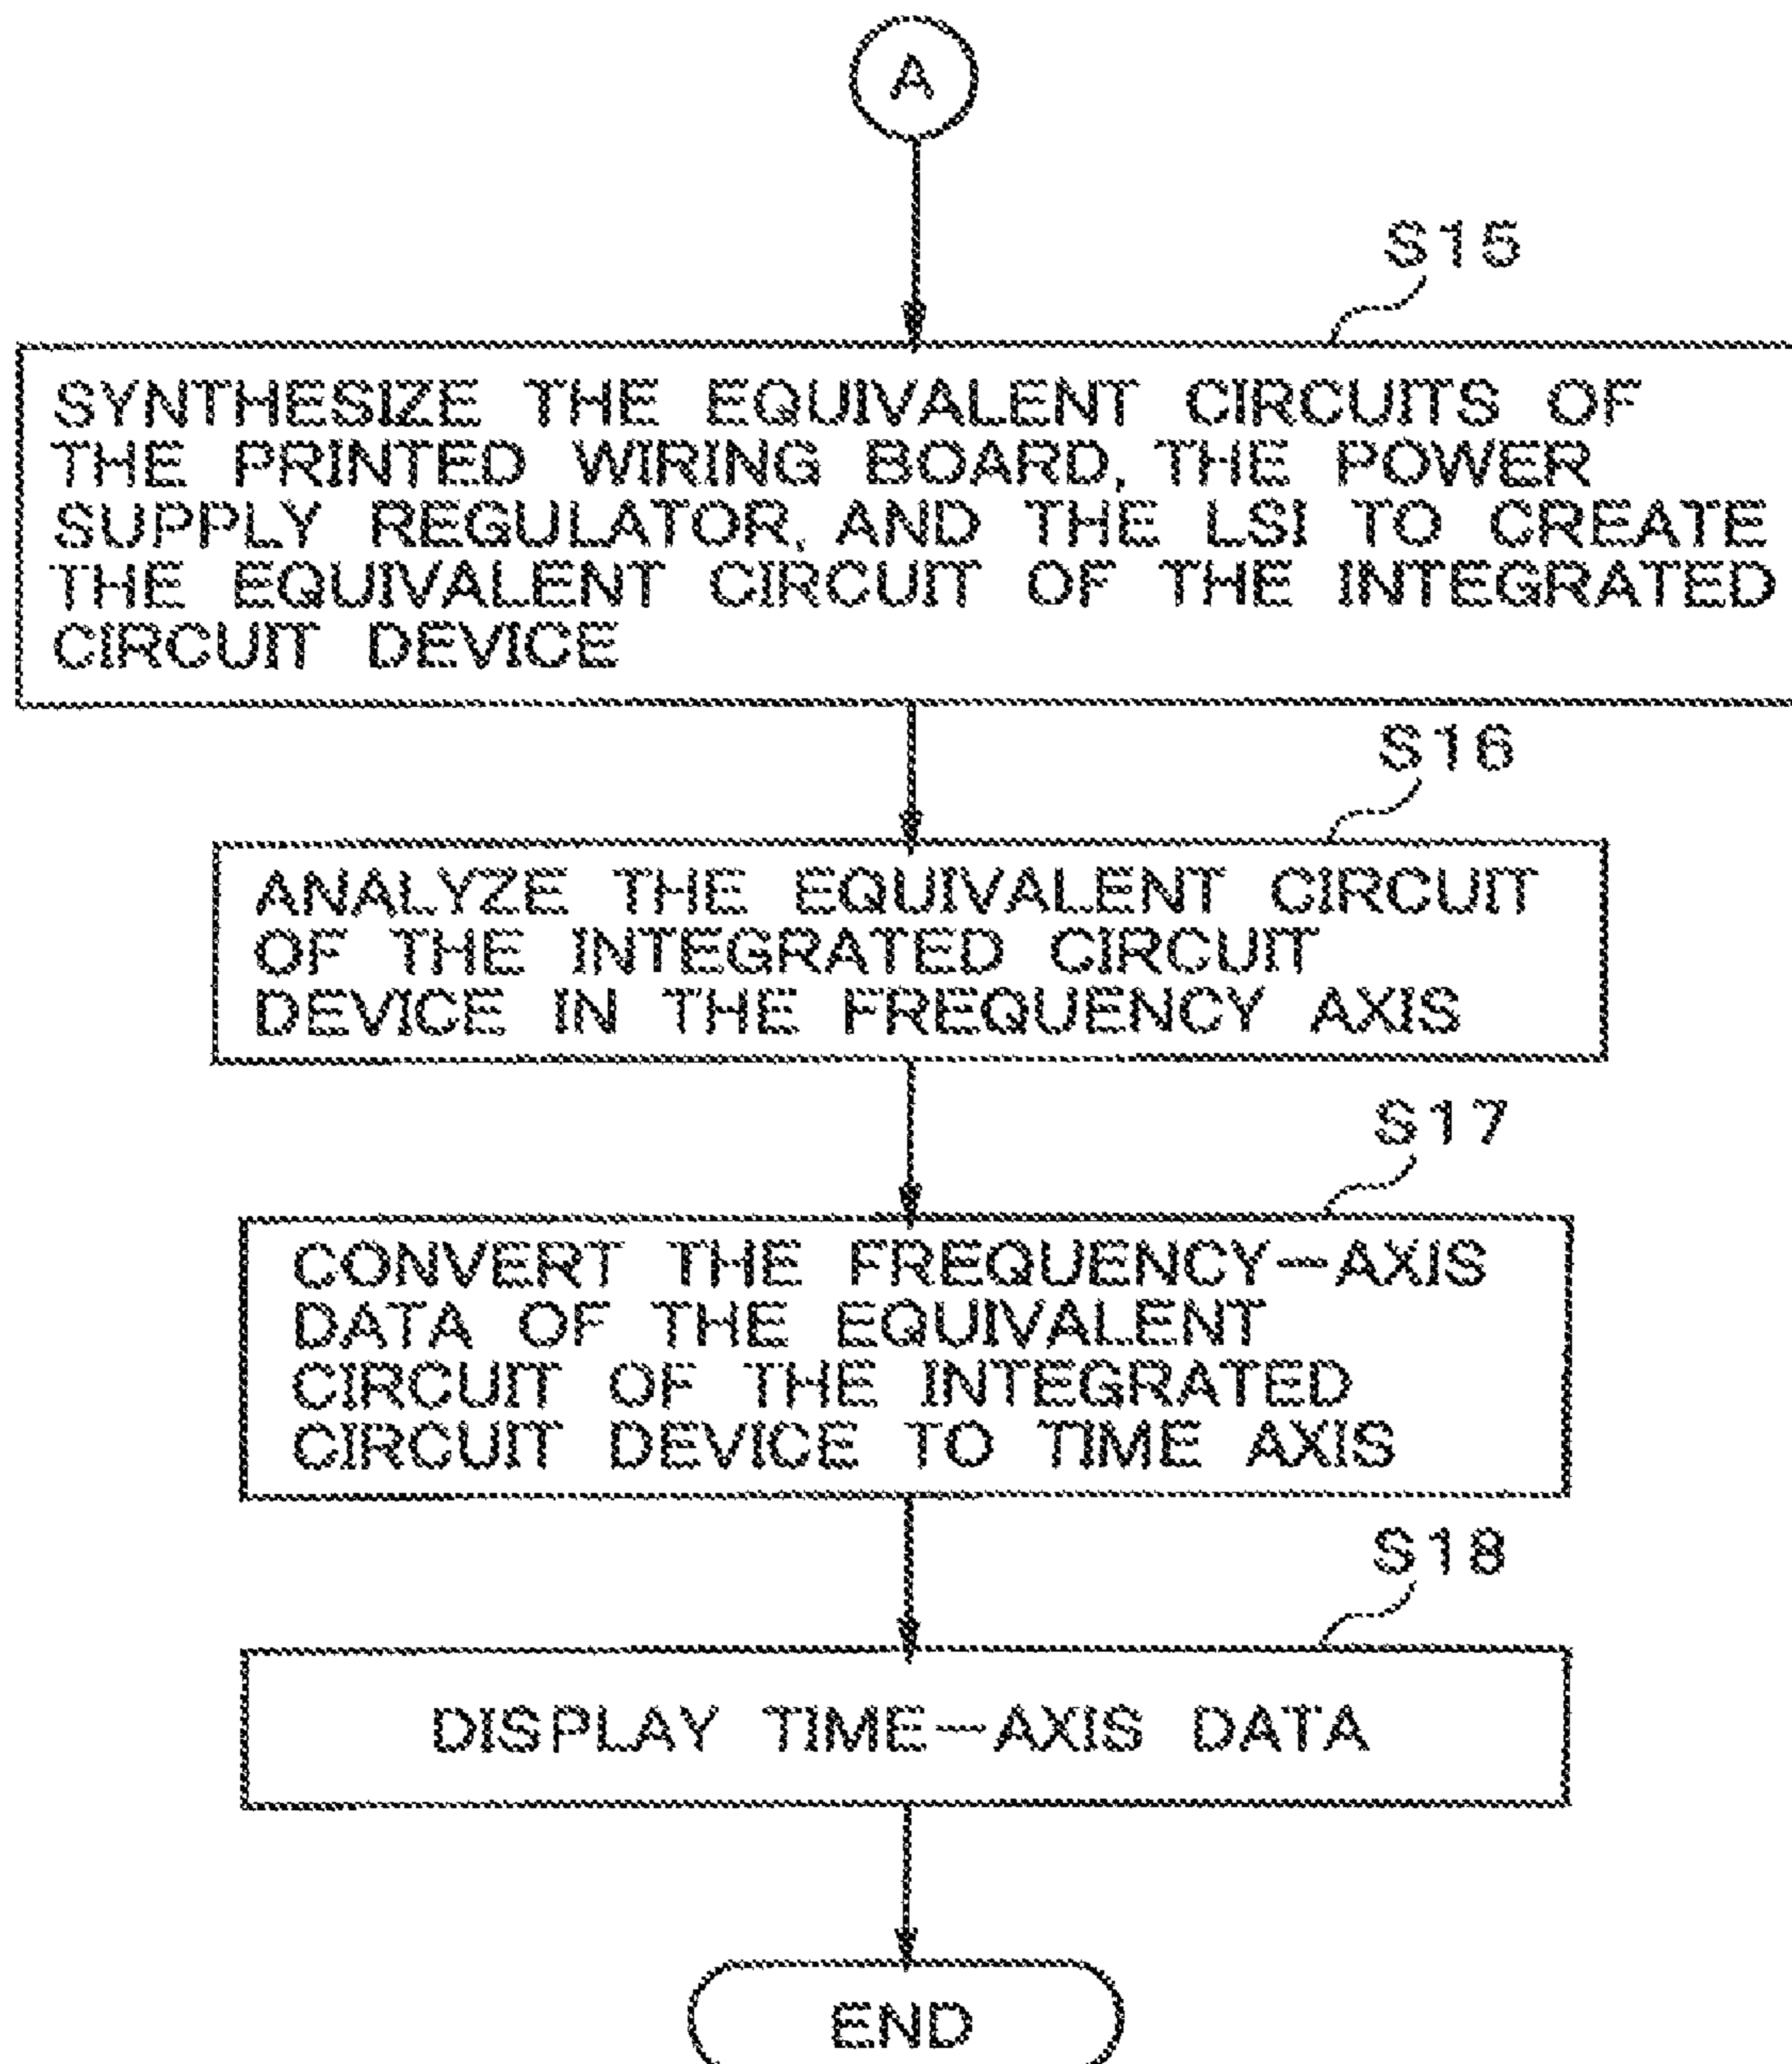 A
S15
SYNTHESIZE THE EQUIVALENT CIRCUITS OF
THE PRINTED WIRING BOARD, THE POWER
SUPPLY REGULATOR, AND THE LSI TO CREATE
THE EQUIVALENT CIRCUIT OF THE INTEGRATED
CIRCUIT DEVICE
S16
ANALYZE THE EQUIVALENT CIRCUIT
OF THE INTEGRATED CIRCUIT
DEVICE IN THE FREQUENCY AXIS
S17
CONVERT THE FREQUENCY-AXIS
DATA OF THE EQUIVALENT
CIRCUIT OF THE INTEGRATED
CIRCUIT DEVICE TO TIME AXIS
S18
DISPLAY TIME-AXIS DATA
END